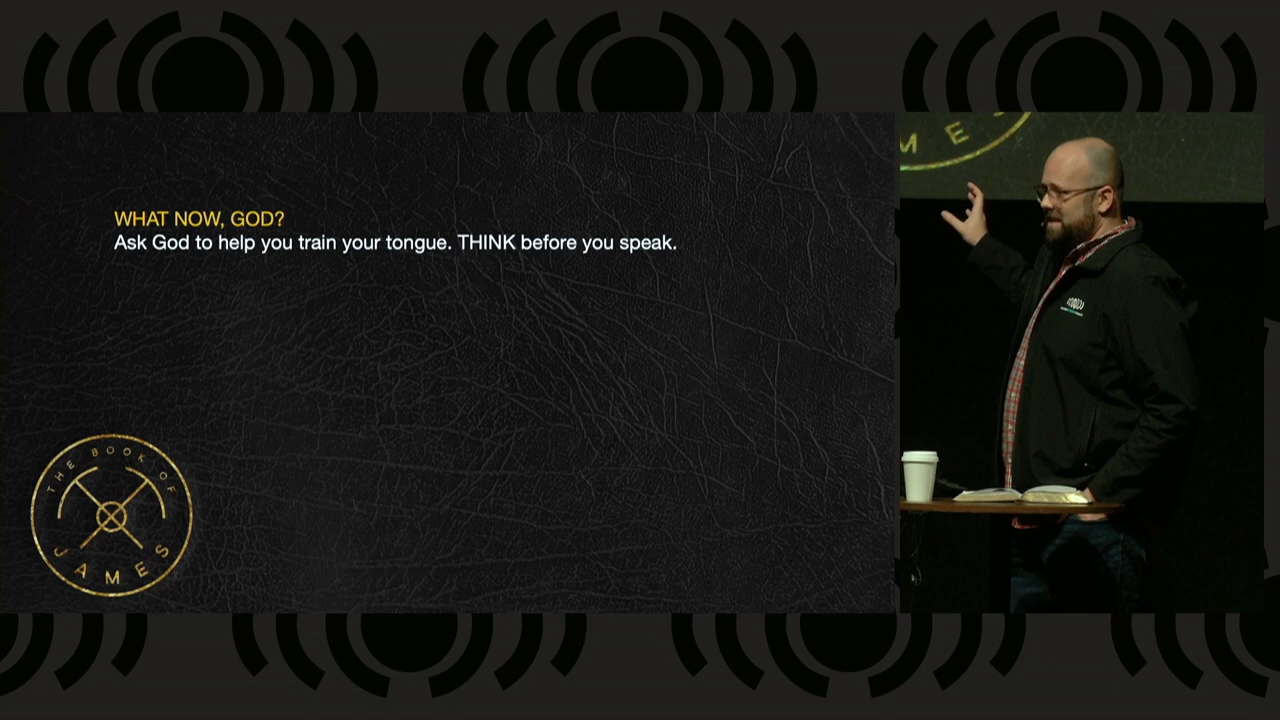 WHAT NOW, GOD?
Ask God to help you train your tongue. THINK before you speak.
THE BOOK OF
JAMES
M E S